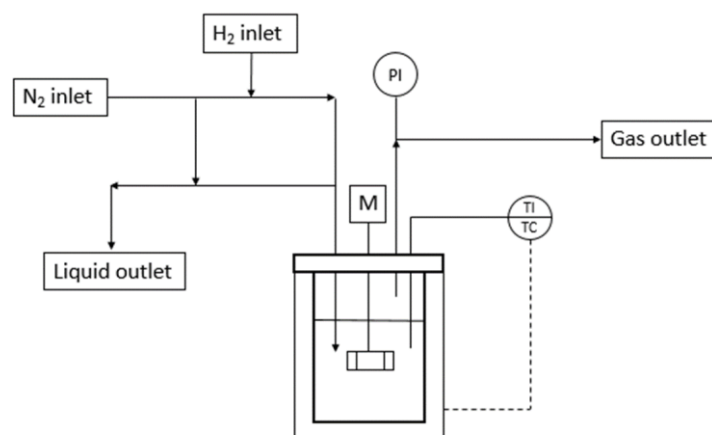 H₂ inlet
N₂ inlet
PI
Gas outlet
M
TI
TC
Liquid outlet